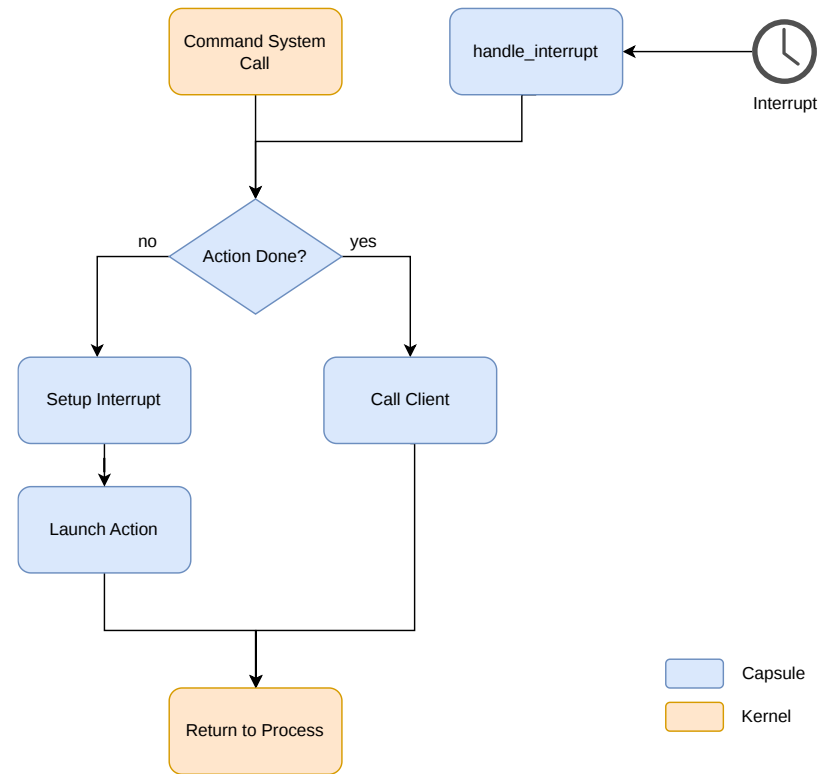 Command System
Call
handle_interrupt
Interrupt
no
yes
Action Done?
Setup Interrupt
Call Client
Launch Action
Return to Process
Capsule
Kernel